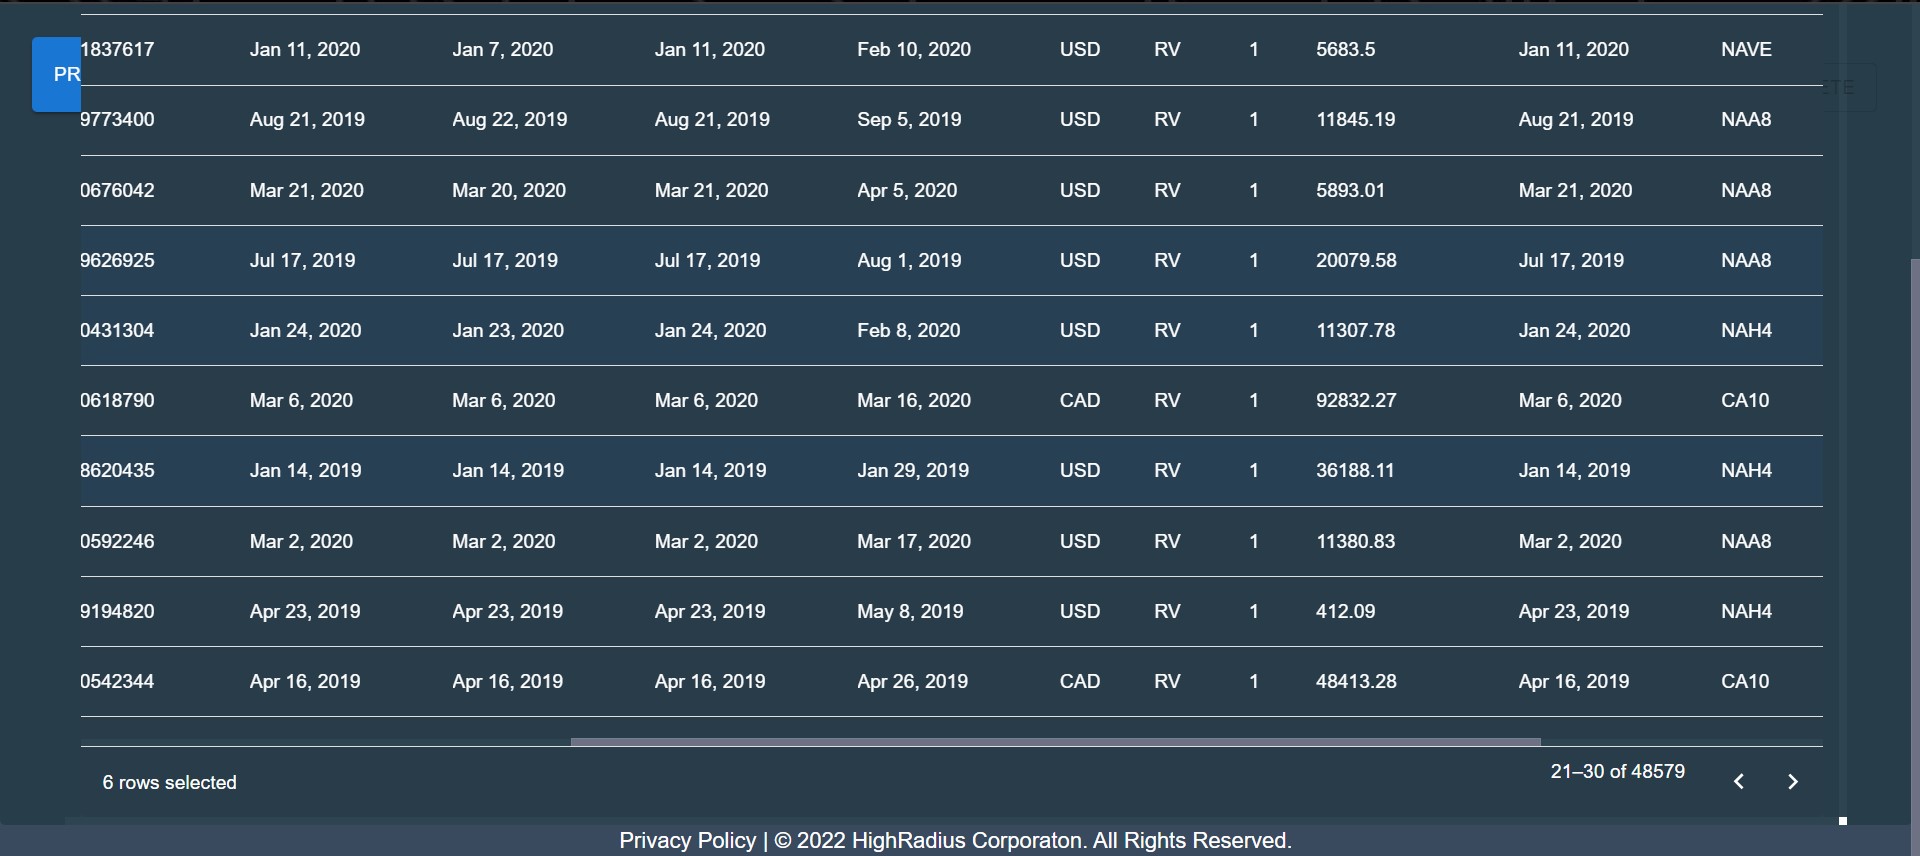 1837617 Jan 11, 2020 Jan 7, 2020 Jan 11, 2020 Feb 10, 2020 USD RV 1 5683.5 Jan 11, 2020 NAVE
PR
9773400 Aug 21, 2019 Aug 22, 2019 Aug 21, 2019 Sep 5, 2019 USD RV 1 11845.19 Aug 21, 2019 NAA8
0676042 Mar 21, 2020 Mar 20, 2020 Mar 21, 2020 Apr 5, 2020 USD RV 1 5893.01 Mar 21, 2020 NAA8
9626925 Jul 17, 2019 Jul 17, 2019 Jul 17, 2019 Aug 1, 2019 USD RV 1 20079.58 Jul 17, 2019 NAA8
0431304 Jan 24, 2020 Jan 23, 2020 Jan 24, 2020 Feb 8, 2020 USD RV 1 11307.78 Jan 24, 2020 NAH4
0618790 Mar 6, 2020 Mar 6, 2020 Mar 6, 2020 Mar 16, 2020 CAD RV 1 92832.27 Mar 6, 2020 CA10
8620435 Jan 14, 2019 Jan 14, 2019 Jan 14, 2019 Jan 29, 2019 USD RV 1 36188.11 Jan 14, 2019 NAH4
0592246 Mar 2, 2020 Mar 2, 2020 Mar 2, 2020 Mar 17, 2020 USD RV 1 11380.83 Mar 2, 2020 NAA8
9194820 Apr 23, 2019 Apr 23, 2019 Apr 23, 2019 May 8, 2019 USD RV 1 412.09 Apr 23, 2019 NAH4
0542344 Apr 16, 2019 Apr 16, 2019 Apr 16, 2019 Apr 26, 2019 CAD RV 1 48413.28 Apr 16, 2019 CA10
6 rows selected 21–30 of 48579
Privacy Policy | © 2022 HighRadius Corporaton. All Rights Reserved.